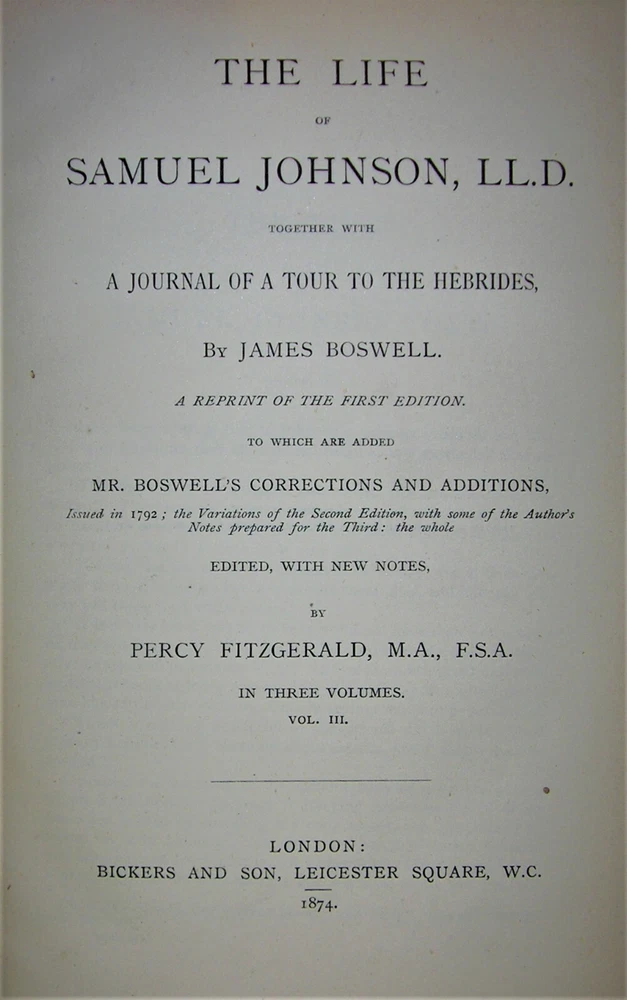 THE LIFE
OF
SAMUEL JOHNSON, LL.D.
TOGETHER WITH
A JOURNAL OF A TOUR TO THE HEBRIDES,
BY JAMES BOSWELL.
A REPRINT OF THE FIRST EDITION.
TO WHICH ARE ADDED
MR. BOSWELL'S CORRECTIONS AND ADDITIONS,
Issued in 1792; the Variations of the Second Edition, with some of the Author's
Notes prepared for the Third: the whole
EDITED, WITH NEW NOTES,
BY
PERCY FITZGERALD, M.A., F.S.A.
IN THREE VOLUMES.
VOL. III.
LONDON:
BICKERS AND SON, LEICESTER SQUARE, W.C.
1874.